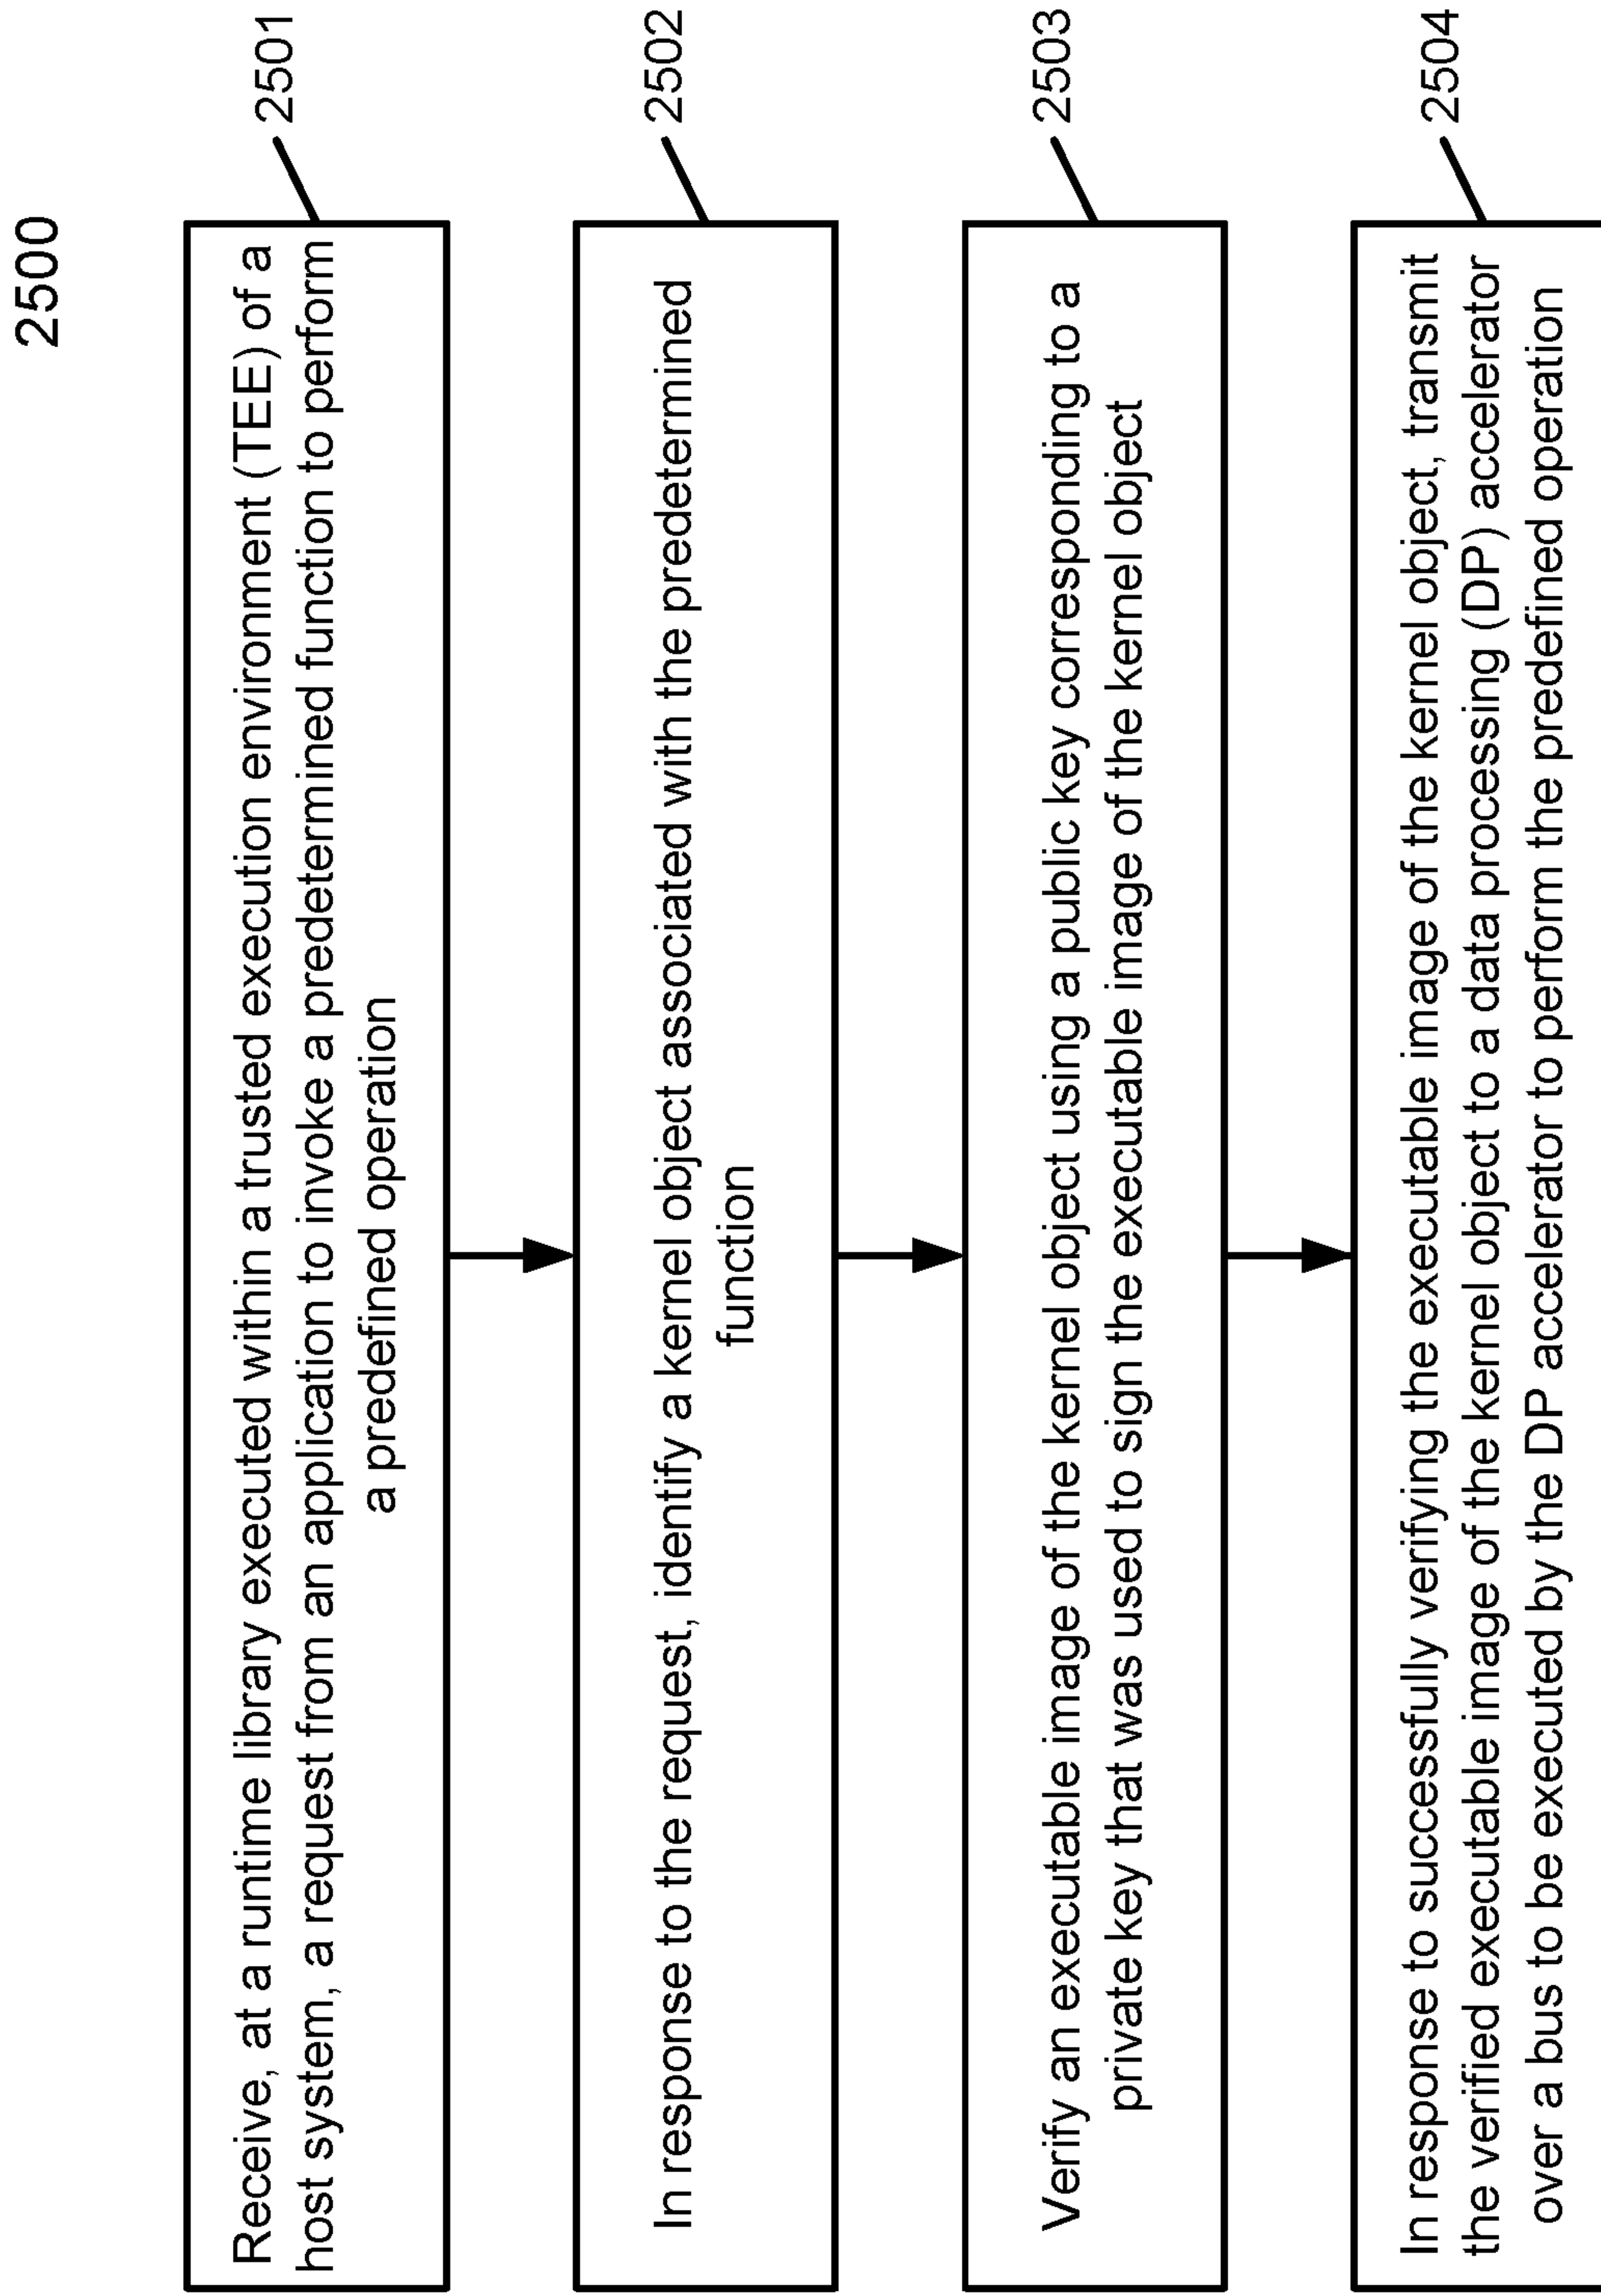 2500
Receive, at a runtime library executed within a trusted execution environment (TEE) of a
host system, a request from an application to invoke a predetermined function to perform
a predefined operation
2501
In response to the request, identify a kernel object associated with the predetermined
function
2502
Verify an executable image of the kernel object using a public key corresponding to a
private key that was used to sign the executable image of the kernel object
2503
In response to successfully verifying the executable image of the kernel object, transmit
the verified executable image of the kernel object to a data processing (DP) accelerator
over a bus to be executed by the DP accelerator to perform the predefined operation
2504